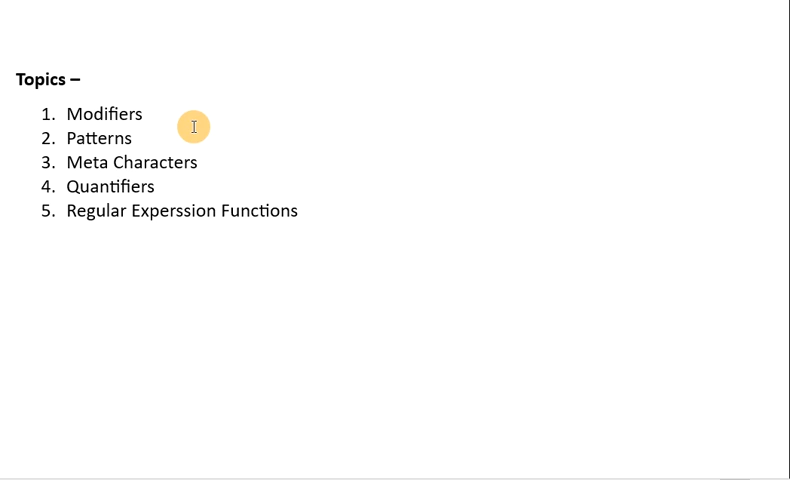 Topics –
1. Modifiers
2. Patterns
3. Meta Characters
4. Quantifiers
5. Regular Experssion Functions